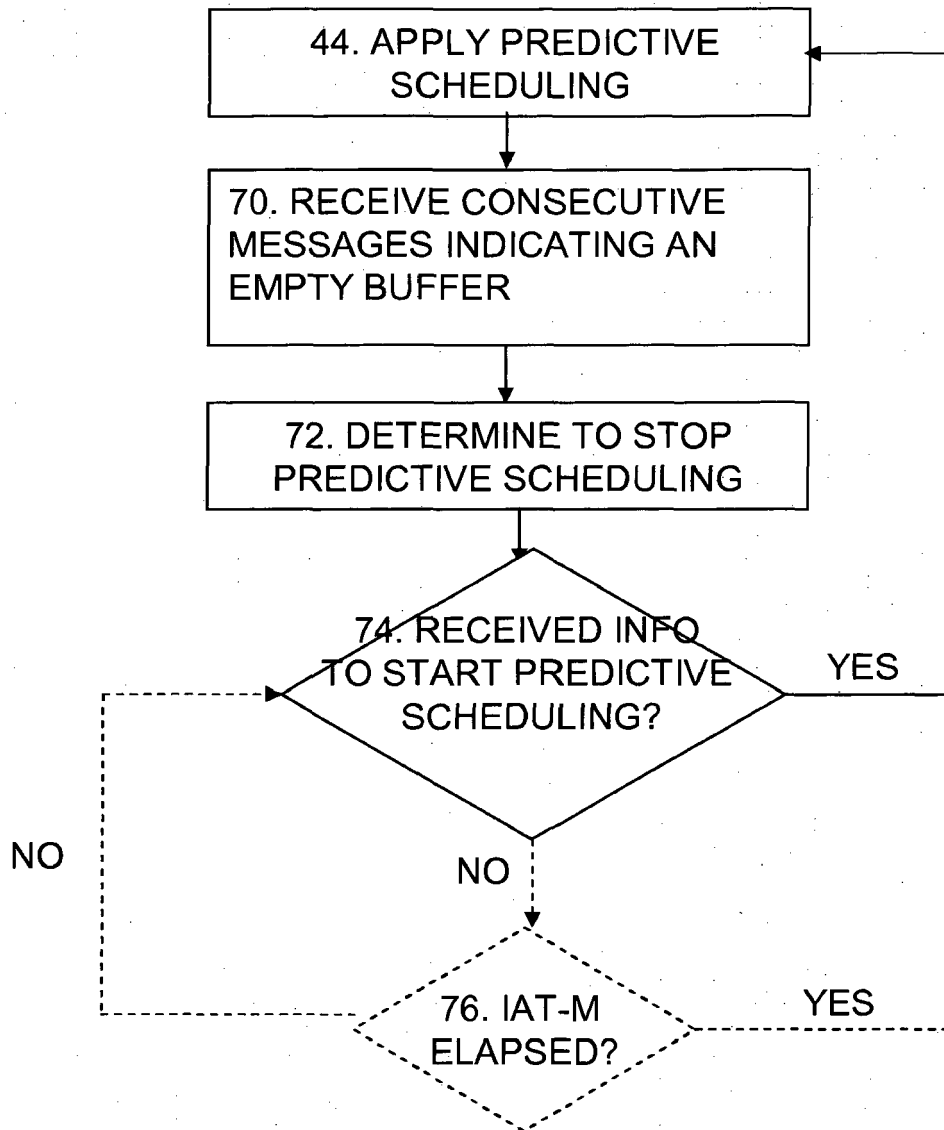 44. APPLY PREDICTIVE
SCHEDULING
70. RECEIVE CONSECUTIVE
MESSAGES INDICATING AN
EMPTY BUFFER
72. DETERMINE TO STOP
PREDICTIVE SCHEDULING
74. RECEIVED INFO
TO START PREDICTIVE
SCHEDULING?
YES
NO
NO
76. IAT-M
ELAPSED?
YES